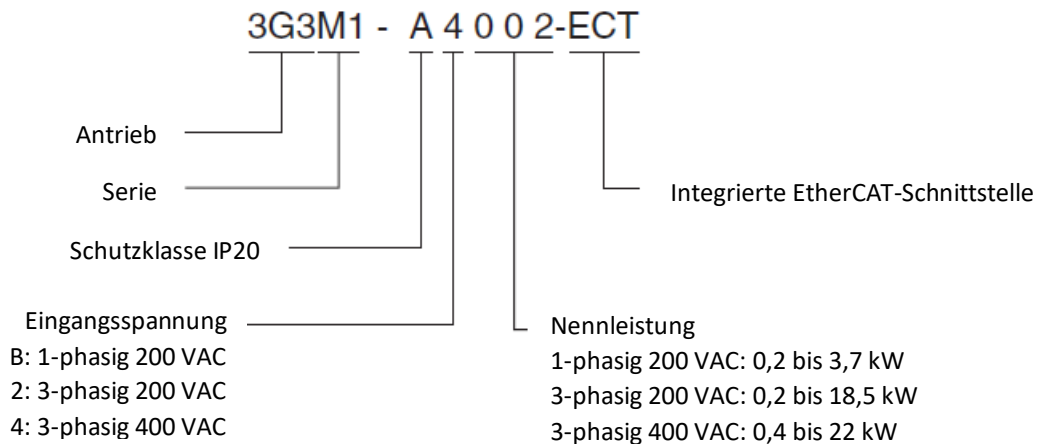 3G3M1 - A 4 0 0 2-ECT
Antrieb
Serie
Integrierte EtherCAT-Schnittstelle
Schutzklasse IP20
Eingangsspannung
B: 1-phasig 200 VAC
2: 3-phasig 200 VAC
4: 3-phasig 400 VAC
Nennleistung
1-phasig 200 VAC: 0,2 bis 3,7 kW
3-phasig 200 VAC: 0,2 bis 18,5 kW
3-phasig 400 VAC: 0,4 bis 22 kW